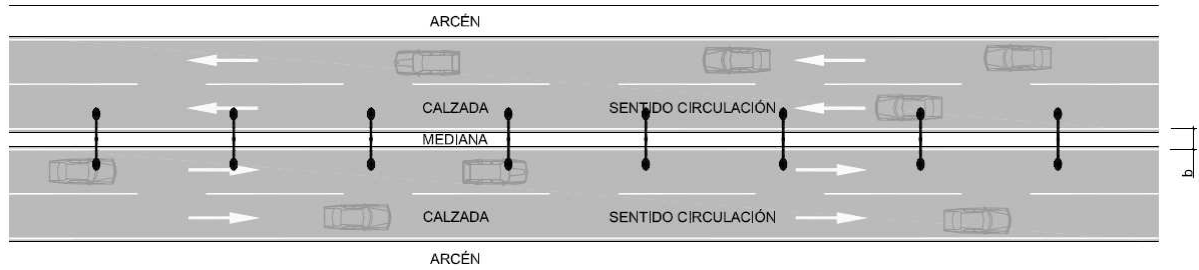 ARCÉN
CALZADA SENTIDO CIRCULACIÓN
MEDIANA
b
CALZADA SENTIDO CIRCULACIÓN
ARCÉN